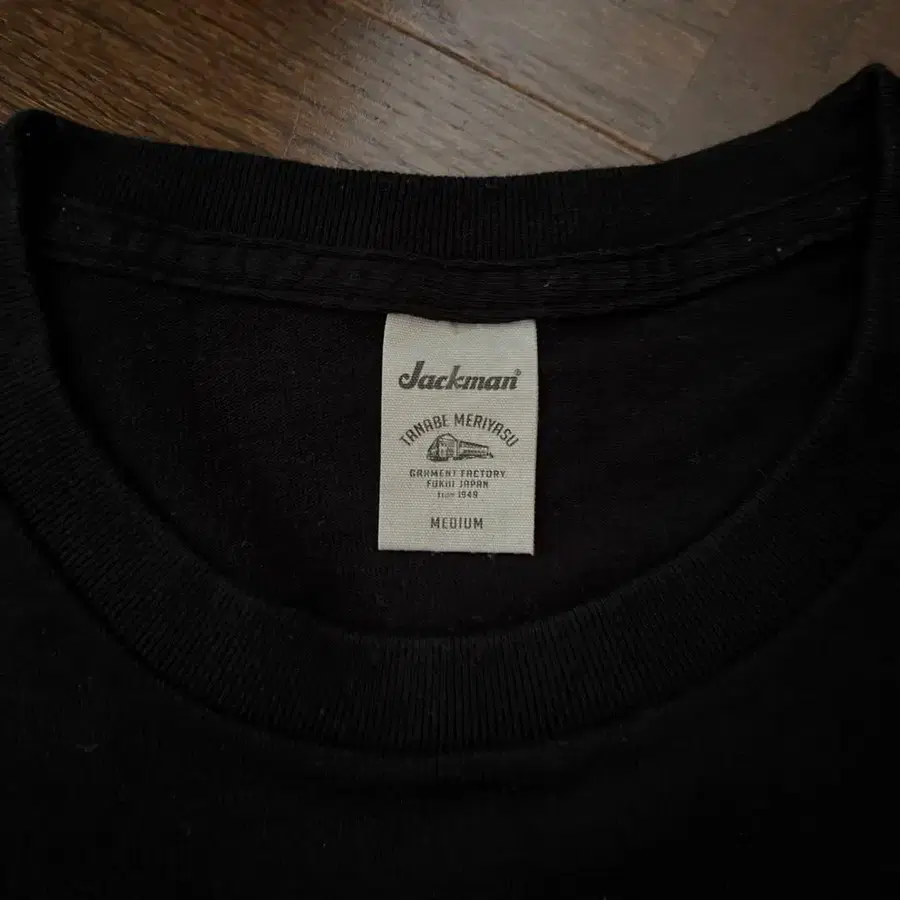 Jackman®
TANABE MERIYASU
GARMENT FACTORY
FUKUI JAPAN
from 1949
MEDIUM